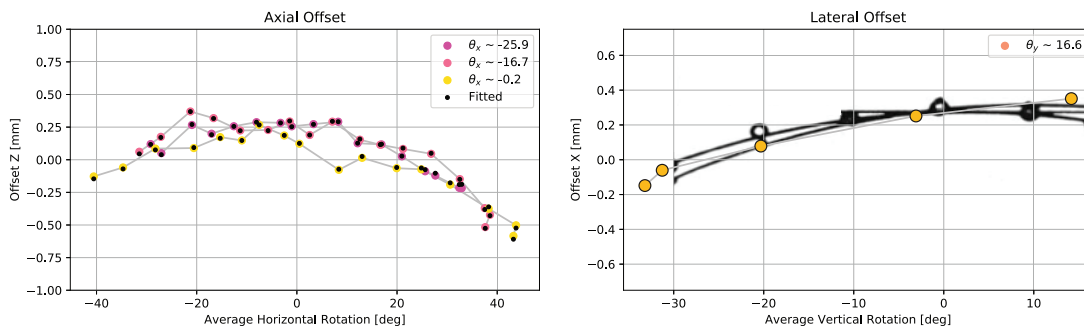 Axial Offset
1.00
0.75
0.50
0.25
0.00
−0.25
−0.50
−0.75
−1.00
Offset Z [mm]
θx ~ -25.9
θx ~ -16.7
θx ~ -0.2
Fitted
−40
−20
0
20
40
Average Horizontal Rotation [deg]
Lateral Offset
0.6
0.4
0.2
0.0
−0.2
−0.4
−0.6
Offset X [mm]
θy ~ 16.6
−30
−20
−10
0
10
Average Vertical Rotation [deg]